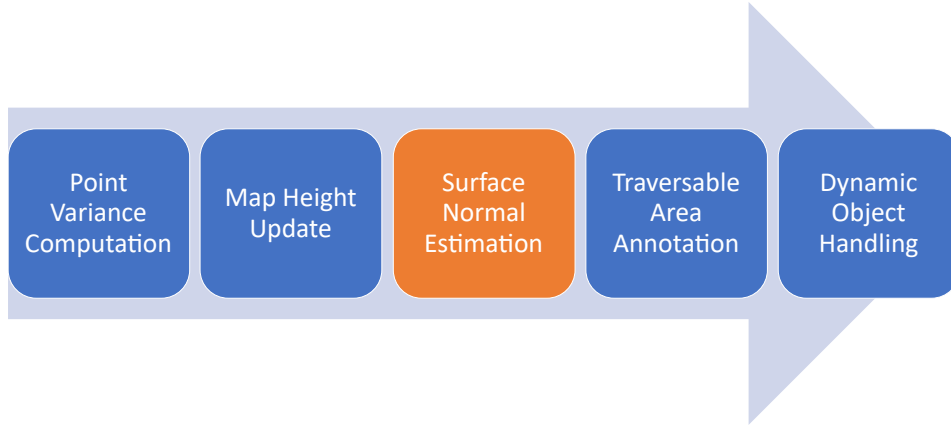 Point
Variance
Computation
Map Height
Update
Surface
Normal
Estimation
Traversable
Area
Annotation
Dynamic
Object
Handling